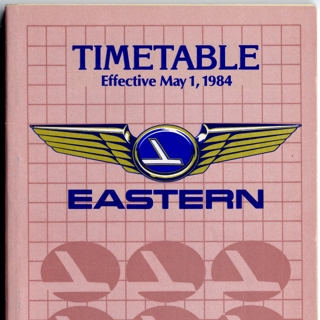 TIMETABLE
Effective May 1, 1984
EASTERN